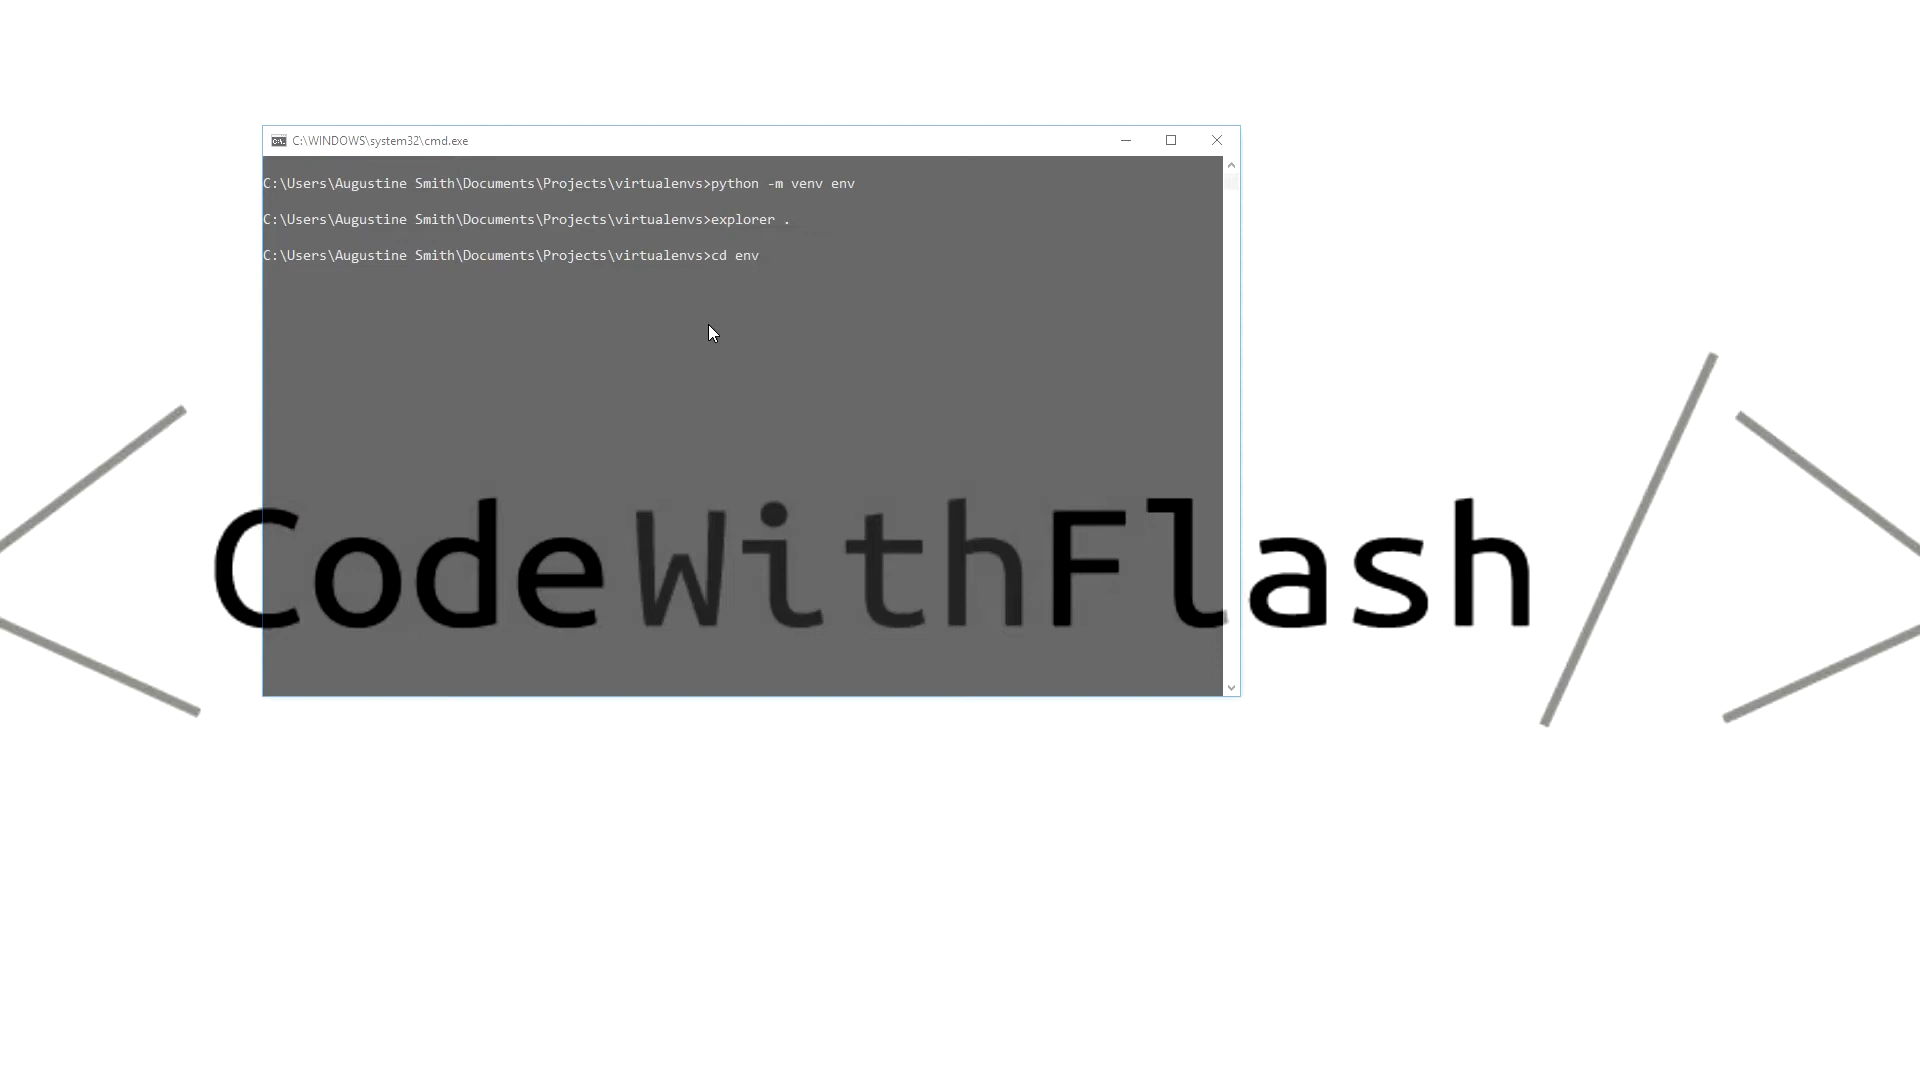 C:\WINDOWS\system32\cmd.exe
C:\Users\Augustine Smith\Documents\Projects\virtualenvs>python -m venv env
C:\Users\Augustine Smith\Documents\Projects\virtualenvs>explorer .
C:\Users\Augustine Smith\Documents\Projects\virtualenvs>cd env
<CodeWithFlash/>